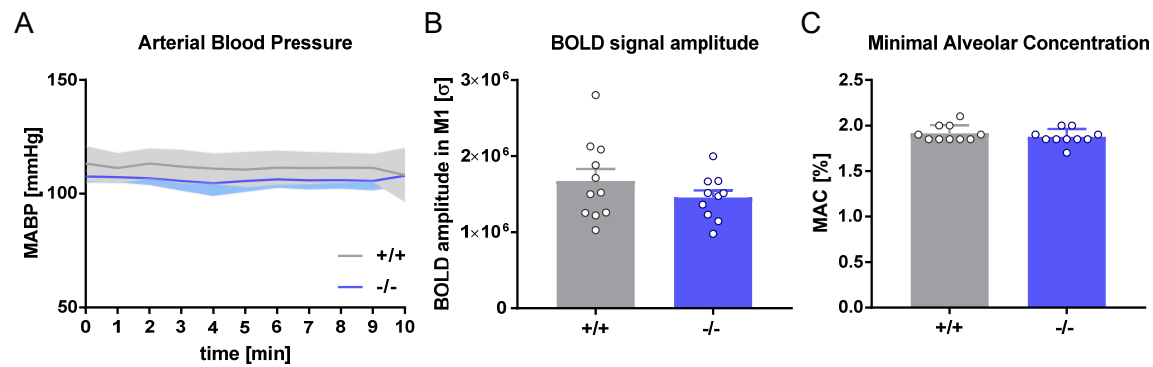 A
Arterial Blood Pressure
MABP [mmHg]
150
100
50
+/+
-/-
0 1 2 3 4 5 6 7 8 9 10
time [min]
B
BOLD signal amplitude
BOLD amplitude in M1 [σ]
3×10⁶
2×10⁶
1×10⁶
0
+/+ -/-
C
Minimal Alveolar Concentration
MAC [%]
2.5
2.0
1.5
1.0
0.5
0.0
+/+ -/-